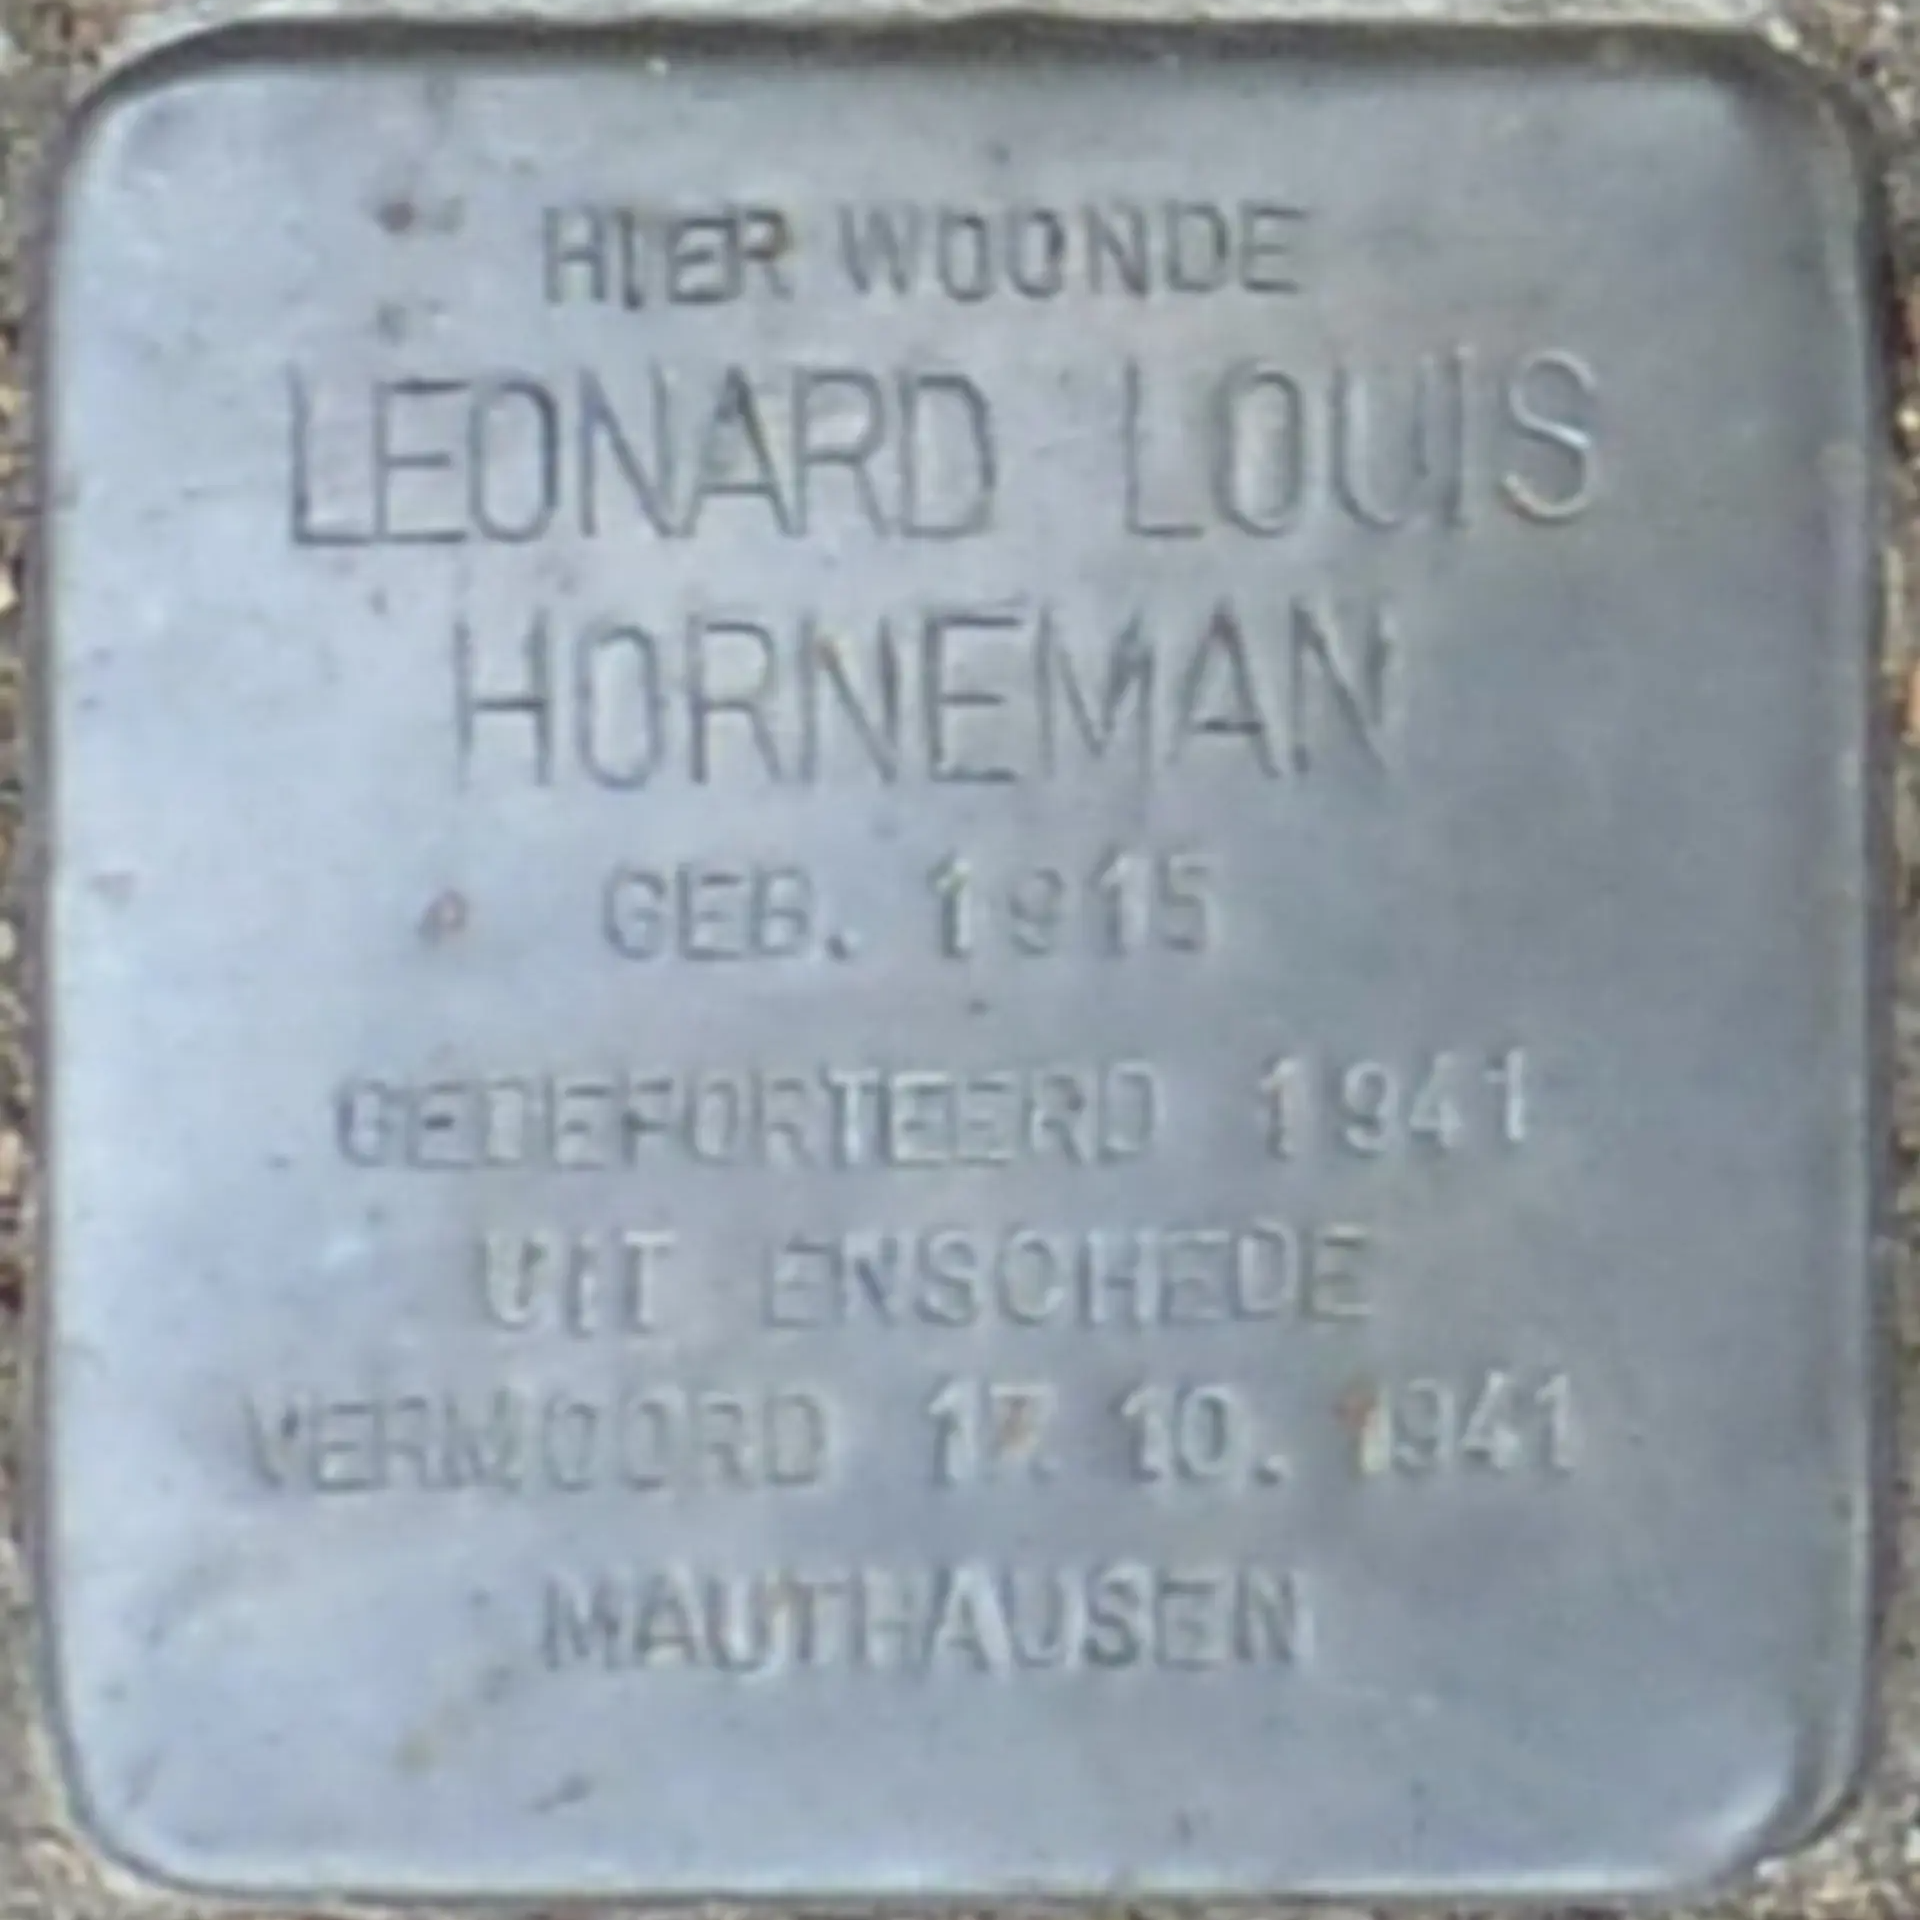 HIER WOONDE
LEONARD LOUIS
HORNEMAN
GEB. 1915
GEDEPORTEERD 1941
UIT ENSCHEDE
VERMOORD 17.10.1941
MAUTHAUSEN